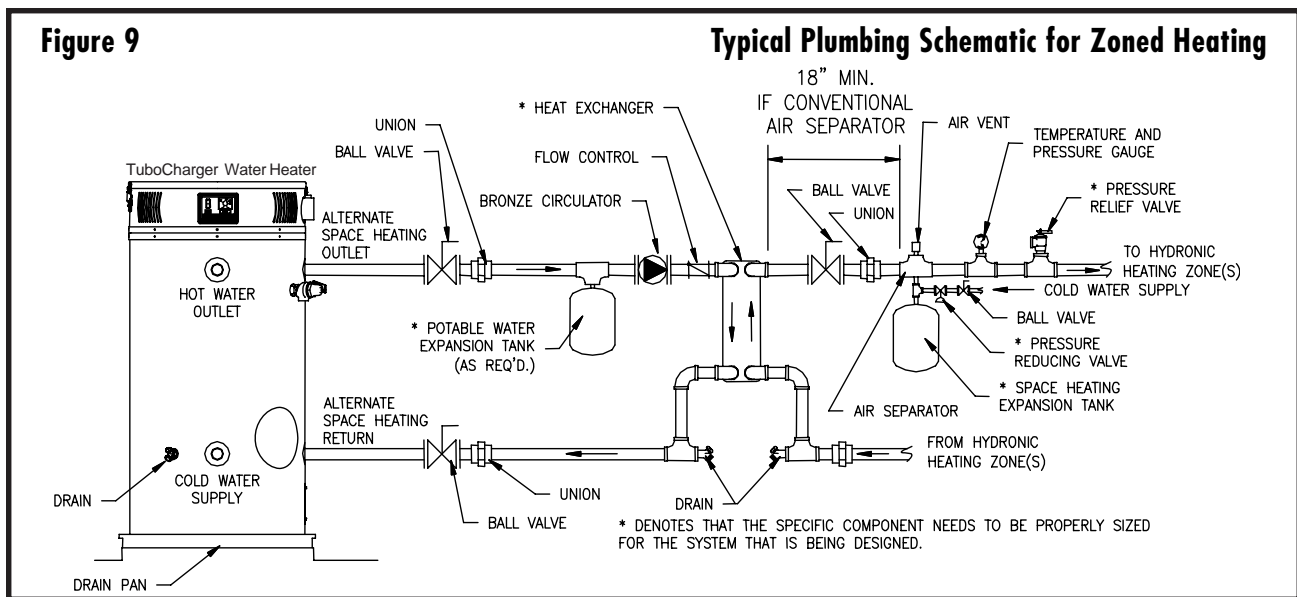 Figure 9
Typical Plumbing Schematic for Zoned Heating
18" MIN.
IF CONVENTIONAL
AIR SEPARATOR
* HEAT EXCHANGER
UNION
BALL VALVE
FLOW CONTROL
BRONZE CIRCULATOR
AIR VENT
TEMPERATURE AND
PRESSURE GAUGE
BALL VALVE
UNION
* PRESSURE
RELIEF VALVE
TuboCharger Water Heater
ALTERNATE
SPACE HEATING
OUTLET
HOT WATER
OUTLET
TO HYDRONIC
HEATING ZONE(S)
COLD WATER SUPPLY
BALL VALVE
* PRESSURE
REDUCING VALVE
* SPACE HEATING
EXPANSION TANK
AIR SEPARATOR
* POTABLE WATER
EXPANSION TANK
(AS REQ'D.)
ALTERNATE
SPACE HEATING
RETURN
FROM HYDRONIC
HEATING ZONE(S)
DRAIN
COLD WATER
SUPPLY
UNION
BALL VALVE
DRAIN
* DENOTES THAT THE SPECIFIC COMPONENT NEEDS TO BE PROPERLY SIZED
FOR THE SYSTEM THAT IS BEING DESIGNED.
DRAIN PAN